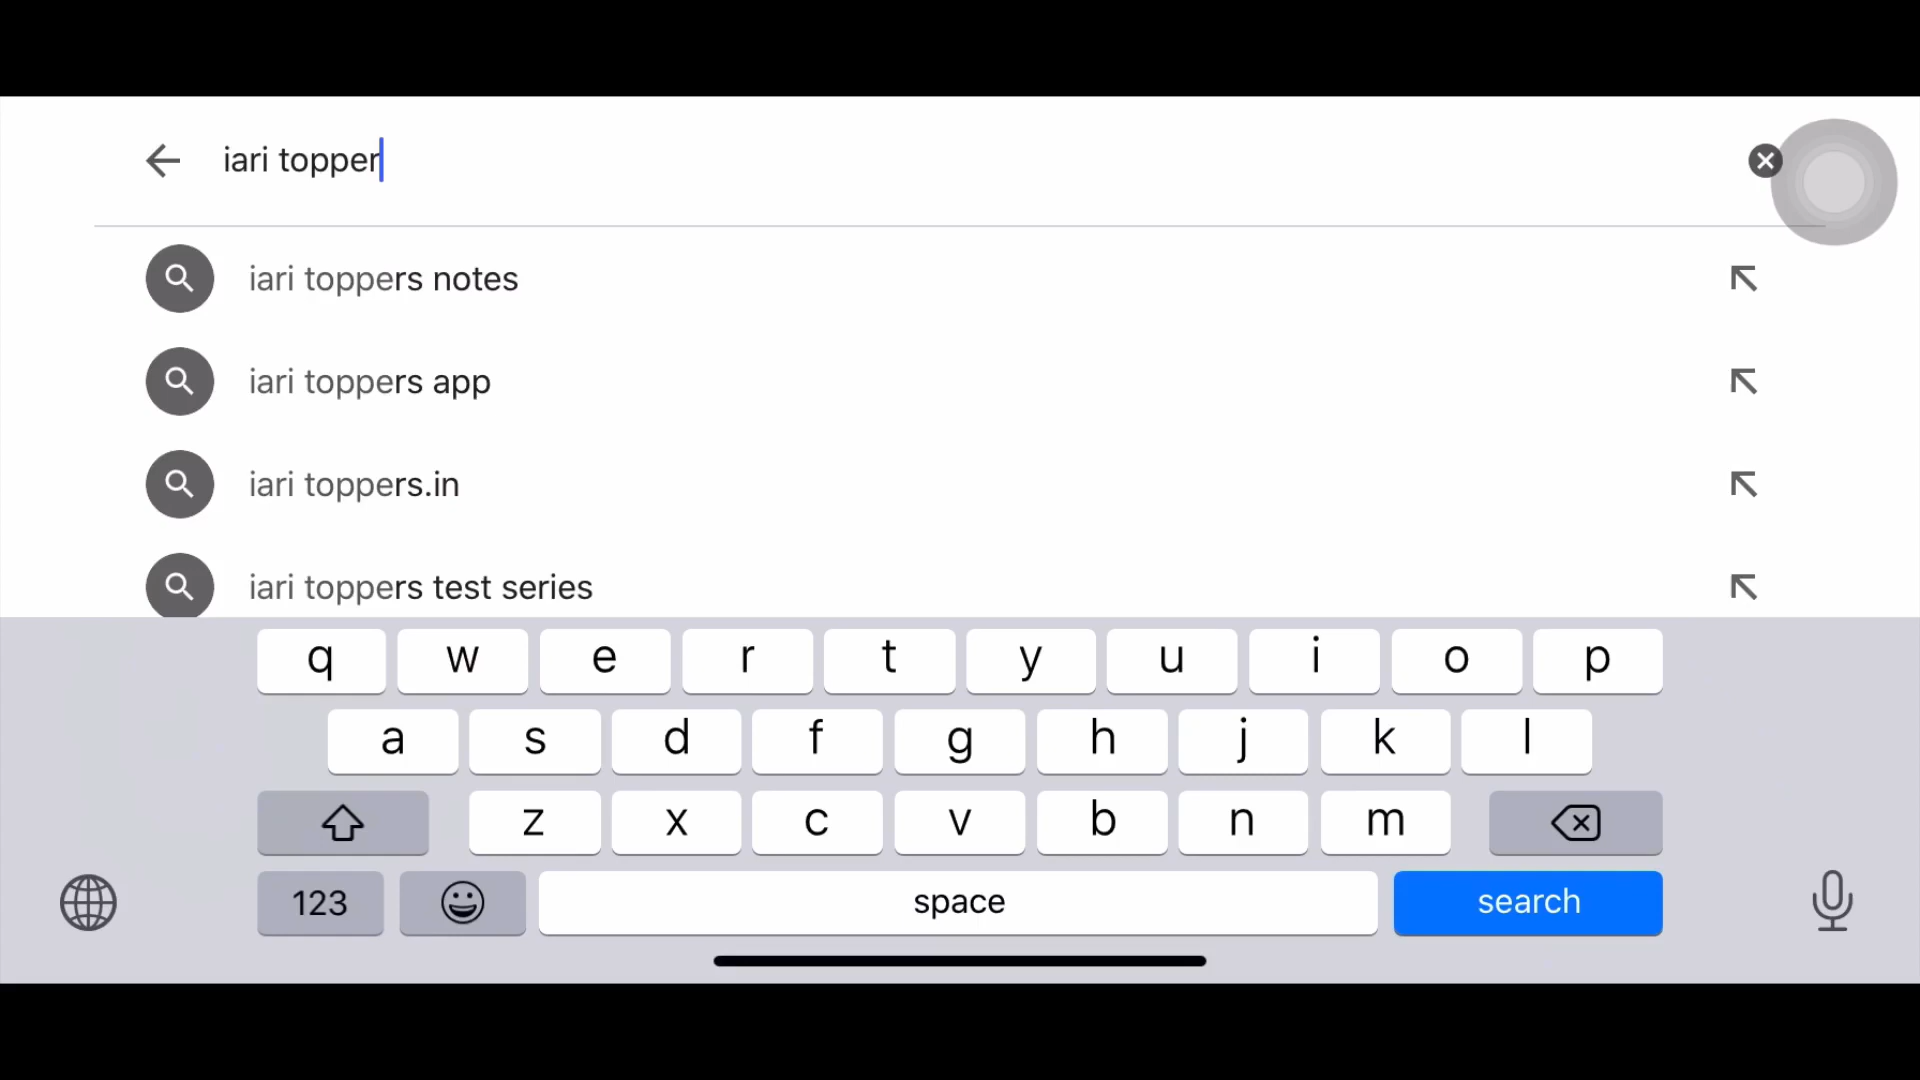 iari topper
iari toppers notes
iari toppers app
iari toppers.in
iari toppers test series
q w e r t y u i o p
a s d f g h j k l
z x c v b n m
123 space search